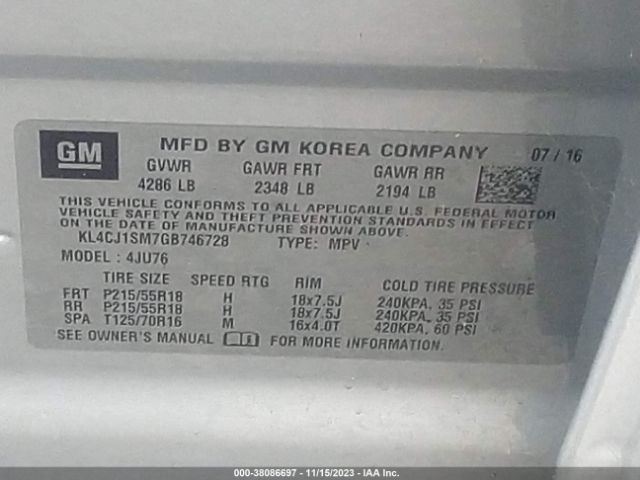 GM
MFD BY GM KOREA COMPANY 07 / 16
GVWR GAWR FRT GAWR RR
4286 LB 2348 LB 2194 LB
THIS VEHICLE CONFORMS TO ALL APPLICABLE U.S. FEDERAL MOTOR
VEHICLE SAFETY AND THEFT PREVENTION STANDARDS IN EFFECT
ON THE DATE OF MANUFACTURE SHOWN ABOVE.
KL4CJ1SM7GB746728 TYPE: MPV
MODEL : 4JU76
TIRE SIZE SPEED RTG RIM COLD TIRE PRESSURE
FRT P215/55R18 H 18x7.5J 240KPA, 35 PSI
RR P215/55R18 H 18x7.5J 240KPA, 35 PSI
SPA T125/70R16 M 16x4.0T 420KPA, 60 PSI
SEE OWNER'S MANUAL FOR MORE INFORMATION.
000-38086697 - 11/15/2023 - IAA Inc.